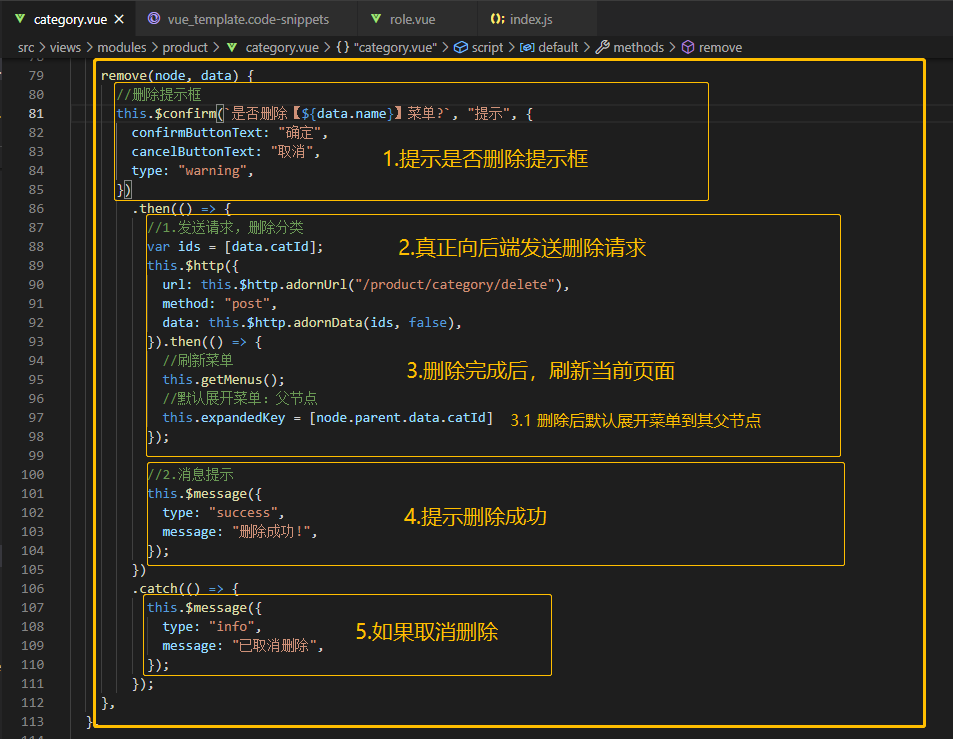 category.vue
vue_template.code-snippets
role.vue
index.js
src > views > modules > product > category.vue > {} "category.vue" > script > default > methods > remove
79 remove(node, data) {
80 //删除提示框
81 this.$confirm(`是否删除【${data.name}】菜单?`, "提示", {
82 confirmButtonText: "确定",
83 cancelButtonText: "取消",
1.提示是否删除提示框
84 type: "warning",
85 })
86 .then(() => {
87 //1.发送请求，删除分类
88 var ids = [data.catId];
2.真正向后端发送删除请求
89 this.$http({
90 url: this.$http.adornUrl("/product/category/delete"),
91 method: "post",
92 data: this.$http.adornData(ids, false),
93 }).then(() => {
94 //刷新菜单
95 this.getMenus();
3.删除完成后，刷新当前页面
96 //默认展开菜单：父节点
97 this.expandedKey = [node.parent.data.catId]
3.1 删除后默认展开菜单到其父节点
98 });
99
100 //2.消息提示
101 this.$message({
102 type: "success",
4.提示删除成功
103 message: "删除成功!",
104 });
105 })
106 .catch(() => {
107 this.$message({
108 type: "info",
5.如果取消删除
109 message: "已取消删除",
110 });
111 });
112 },
113 },